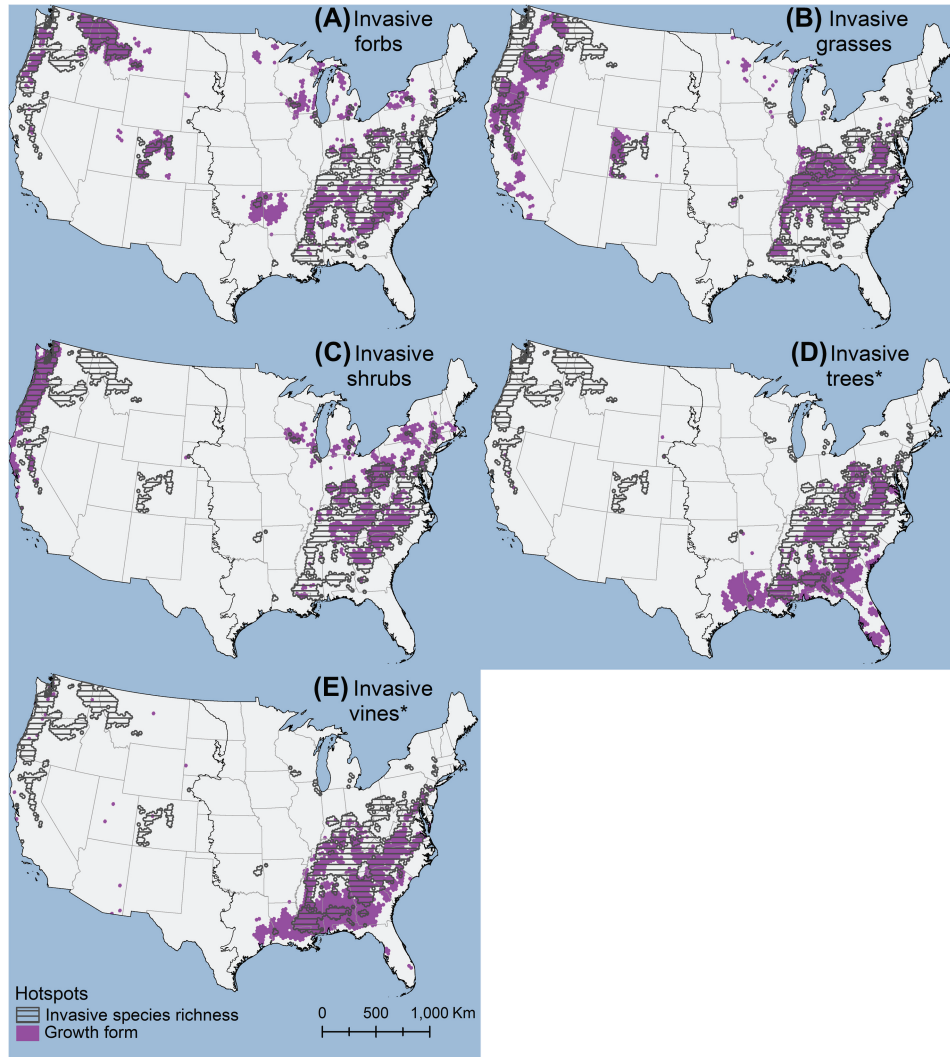 (A) Invasive
forbs
(B) Invasive
grasses
(C) Invasive
shrubs
(D) Invasive
trees*
(E) Invasive
vines*
Hotspots
Invasive species richness
Growth form
0 500 1,000 Km